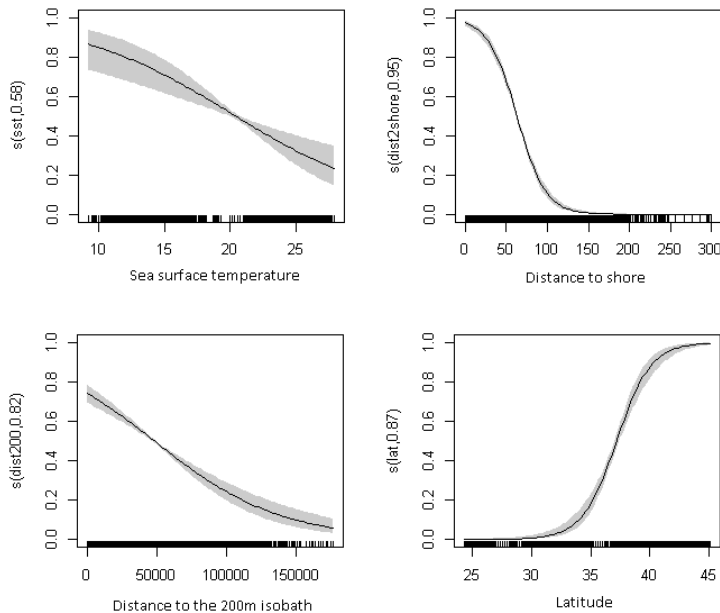 s(sst,0.58)
0.0 0.2 0.4 0.6 0.8 1.0
10 15 20 25
Sea surface temperature
s(dist2shore,0.95)
0.0 0.2 0.4 0.6 0.8 1.0
0 50 100 150 200 250 300
Distance to shore
s(dist200,0.82)
0.0 0.2 0.4 0.6 0.8 1.0
0 50000 100000 150000
Distance to the 200m isobath
s(lat,0.87)
0.0 0.2 0.4 0.6 0.8 1.0
25 30 35 40 45
Latitude